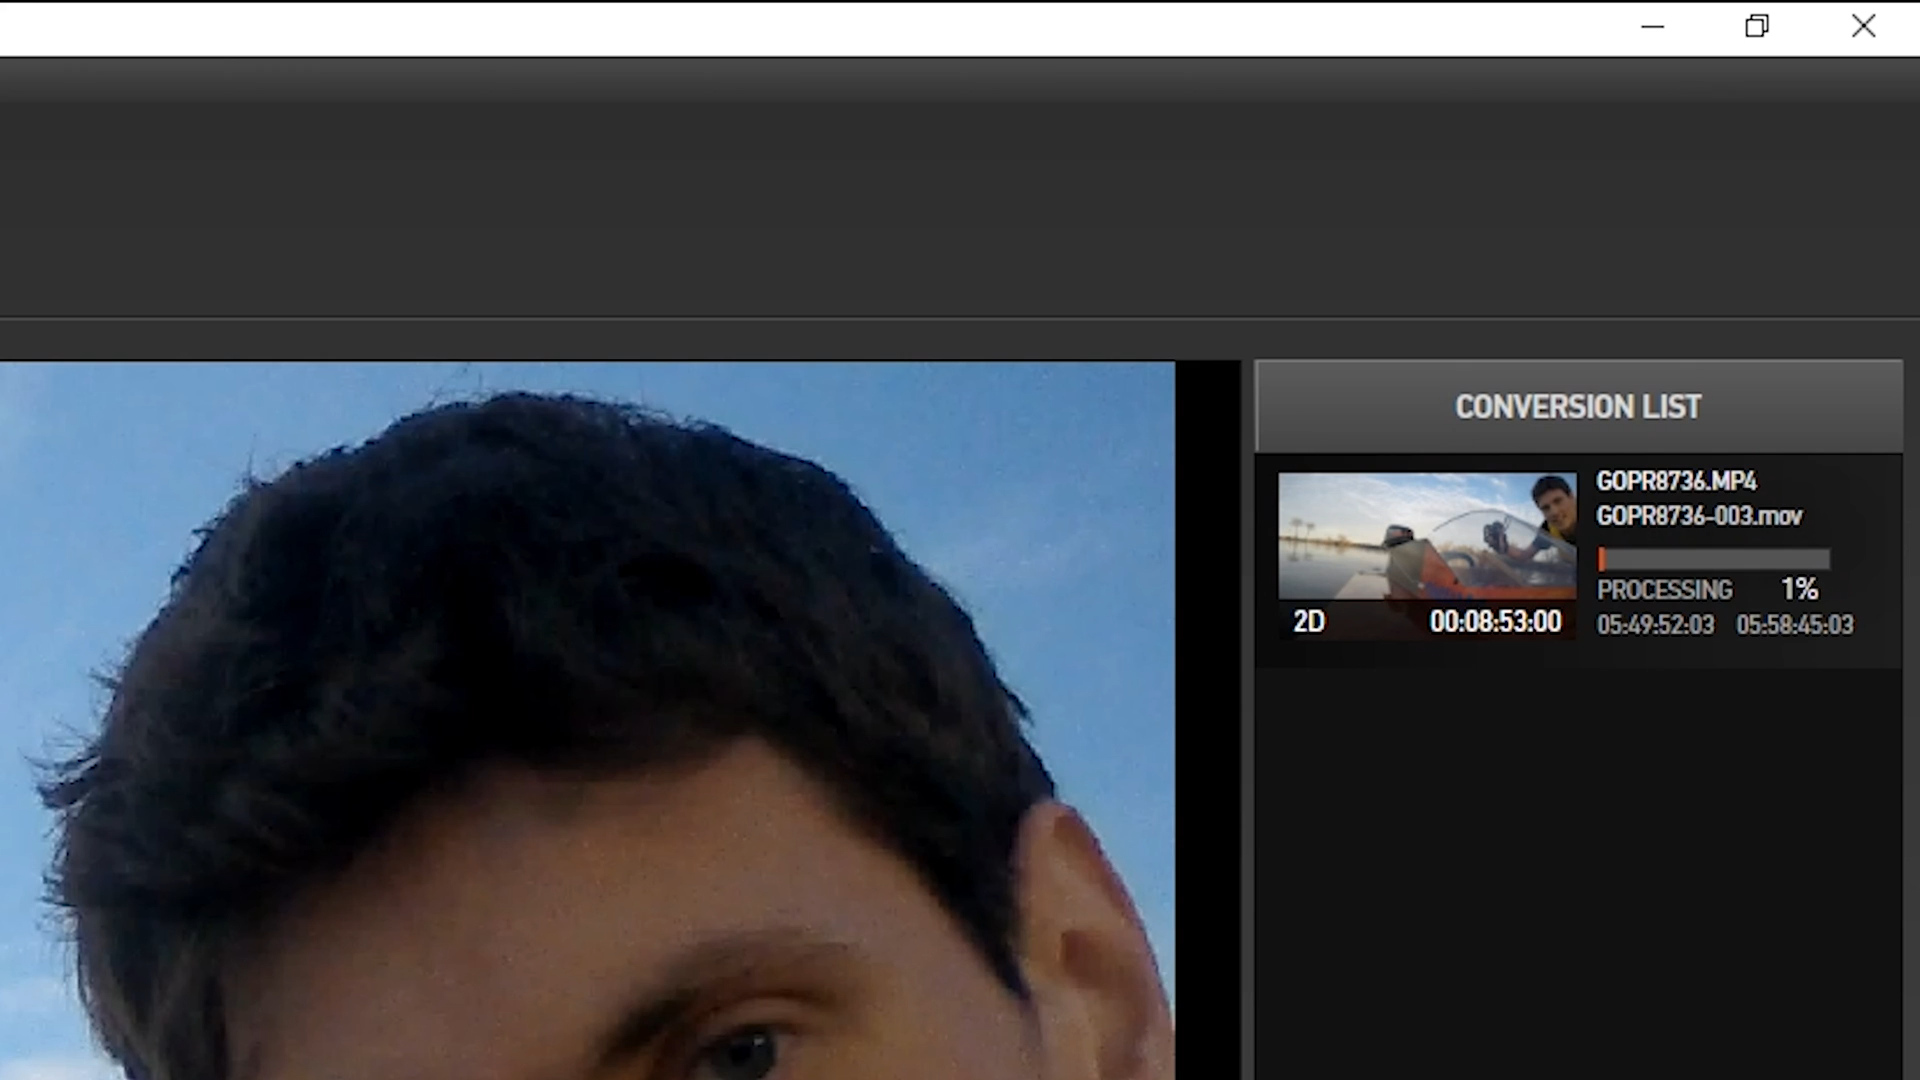 CONVERSION LIST
GOPR8736.MP4
GOPR8736-003.mov
PROCESSING 1%
2D 00:08:53:00 05:49:52:03 05:58:45:03